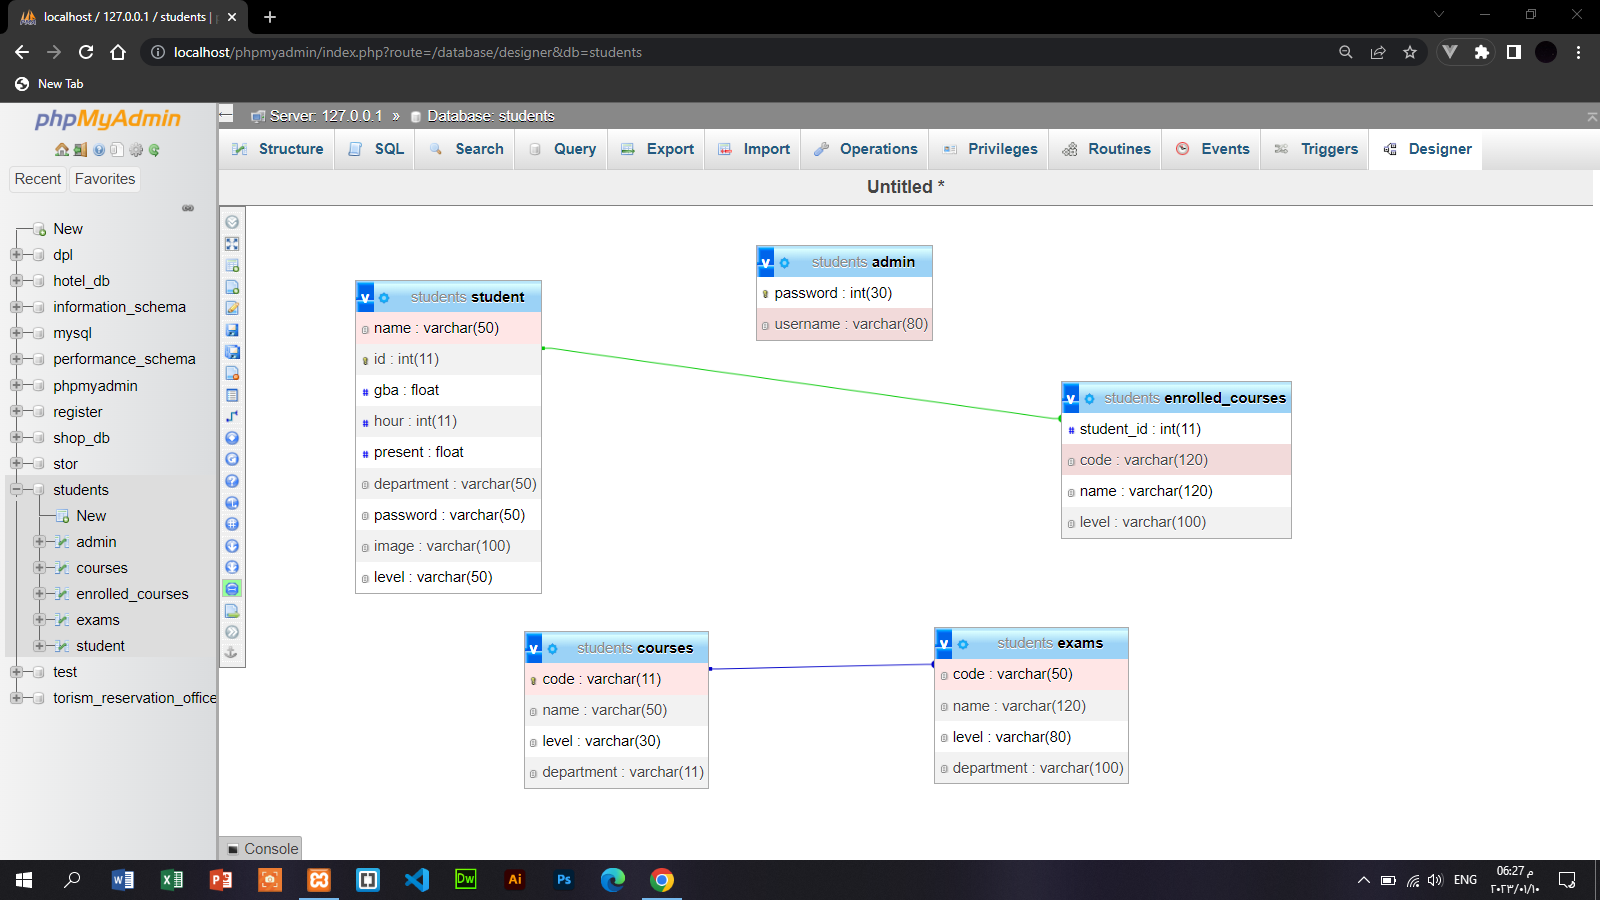 localhost / 127.0.0.1 / students |
localhost/phpmyadmin/index.php?route=/database/designer&db=students
New Tab
phpMyAdmin
Recent
Favorites
New
dpl
hotel_db
information_schema
mysql
performance_schema
phpmyadmin
register
shop_db
stor
students
New
admin
courses
enrolled_courses
exams
student
test
torism_reservation_office
Server: 127.0.0.1 » Database: students
Structure
SQL
Search
Query
Export
Import
Operations
Privileges
Routines
Events
Triggers
Designer
Untitled *
v students student
name : varchar(50)
id : int(11)
# gba : float
# hour : int(11)
# present : float
department : varchar(50)
password : varchar(50)
image : varchar(100)
level : varchar(50)
v students admin
password : int(30)
username : varchar(80)
v students enrolled_courses
# student_id : int(11)
code : varchar(120)
name : varchar(120)
level : varchar(100)
v students courses
code : varchar(11)
name : varchar(50)
level : varchar(30)
department : varchar(11)
v students exams
code : varchar(50)
name : varchar(120)
level : varchar(80)
department : varchar(100)
Console
Dw
Ai
Ps
ENG
06:27 م
٢٠٢٣/٠١/١٠